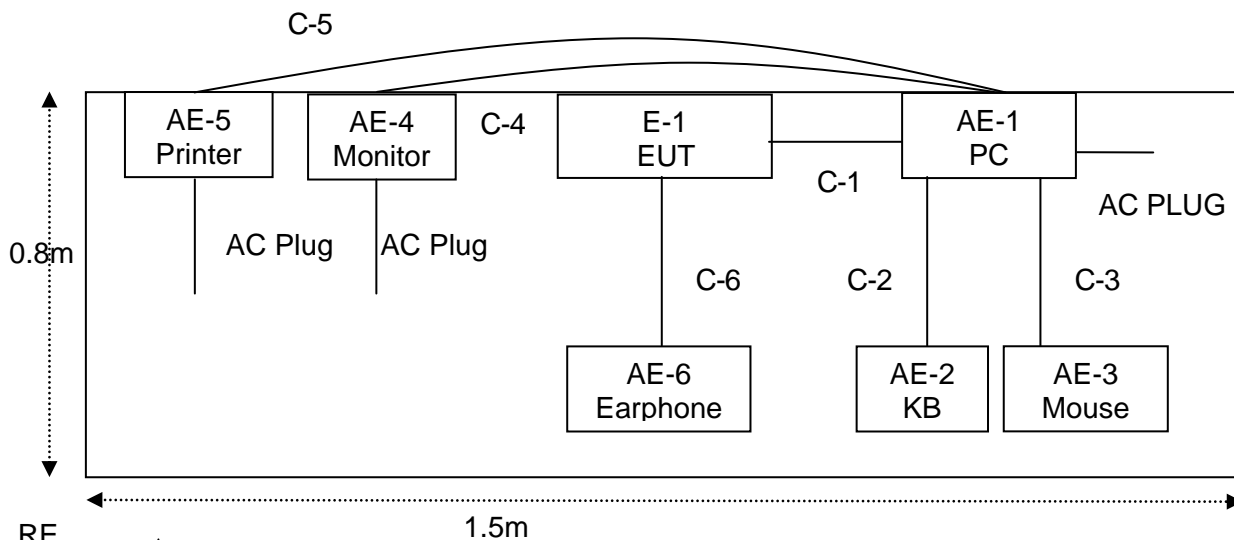 C-5
AE-5
Printer
AE-4
Monitor
C-4
E-1
EUT
AE-1
PC
C-1
AC PLUG
AC Plug
AC Plug
0.8m
C-6
C-2
C-3
AE-6
Earphone
AE-2
KB
AE-3
Mouse
1.5m